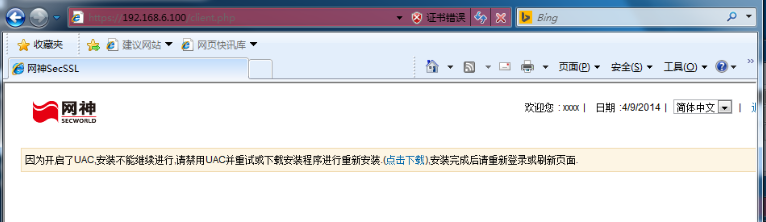 https://192.168.6.100/client.php 证书错误 Bing
收藏夹 建议网站 网页快讯库
网神SecSSL 页面(P) 安全(S) 工具(O)
网神
SECWORLD
欢迎您 : xxxx | 日期 :4/9/2014 | 简体中文 |
因为开启了UAC,安装不能继续进行,请禁用UAC并重试或下载安装程序进行重新安装.(点击下载),安装完成后请重新登录或刷新页面.